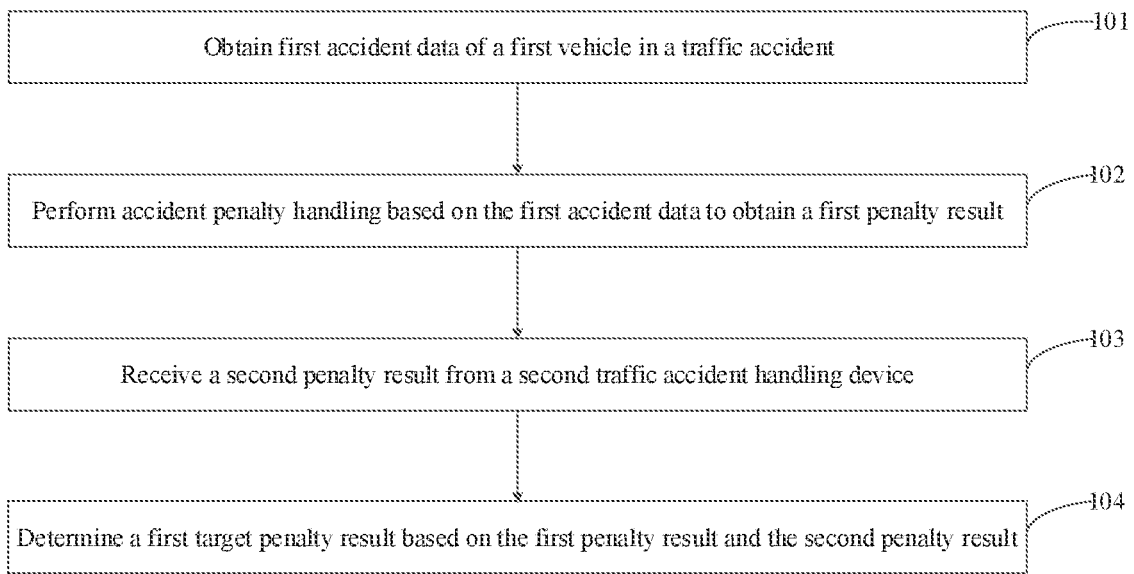 101
Obtain first accident data of a first vehicle in a traffic accident
102
Perform accident penalty handling based on the first accident data to obtain a first penalty result
103
Receive a second penalty result from a second traffic accident handling device
104
Determine a first target penalty result based on the first penalty result and the second penalty result